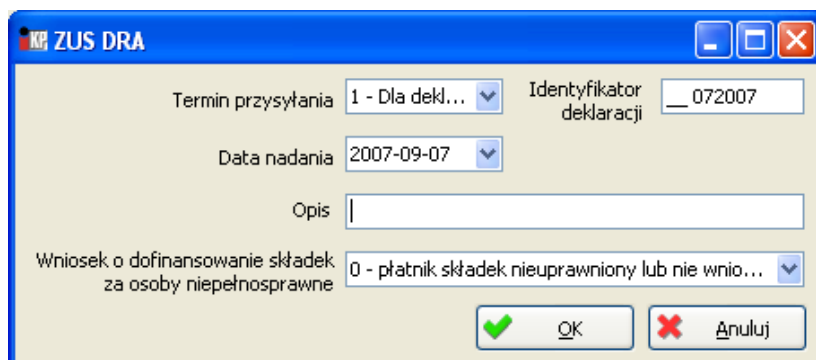 KP ZUS DRA
Termin przysyłania 1 - Dla dekl... Identyfikator deklaracji __ 072007
Data nadania 2007-09-07
Opis
Wniosek o dofinansowanie składek
za osoby niepełnosprawne 0 - płatnik składek nieuprawniony lub nie wnio...
OK Anuluj